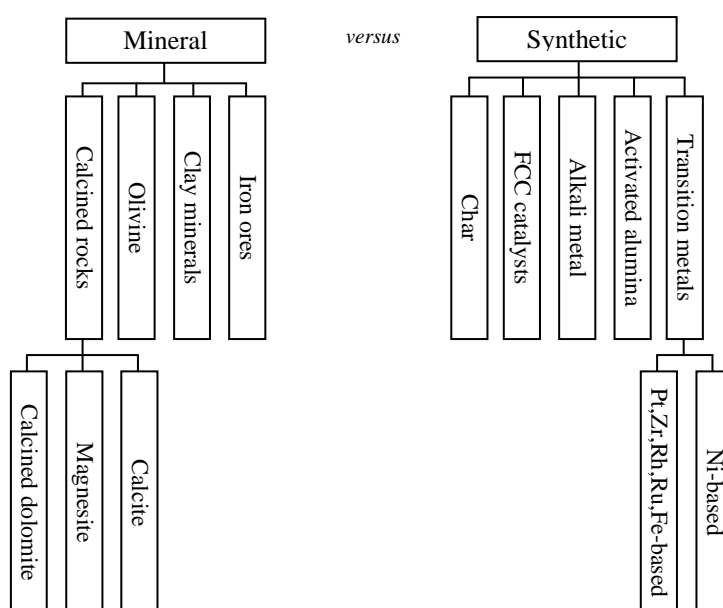 Mineral
versus
Synthetic
Calcined rocks
Olivine
Clay minerals
Iron ores
Char
FCC catalysts
Alkali metal
Activated alumina
Transition metals
Calcined dolomite
Magnesite
Calcite
Pt,Zr,Rh,Ru,Fe-based
Ni-based